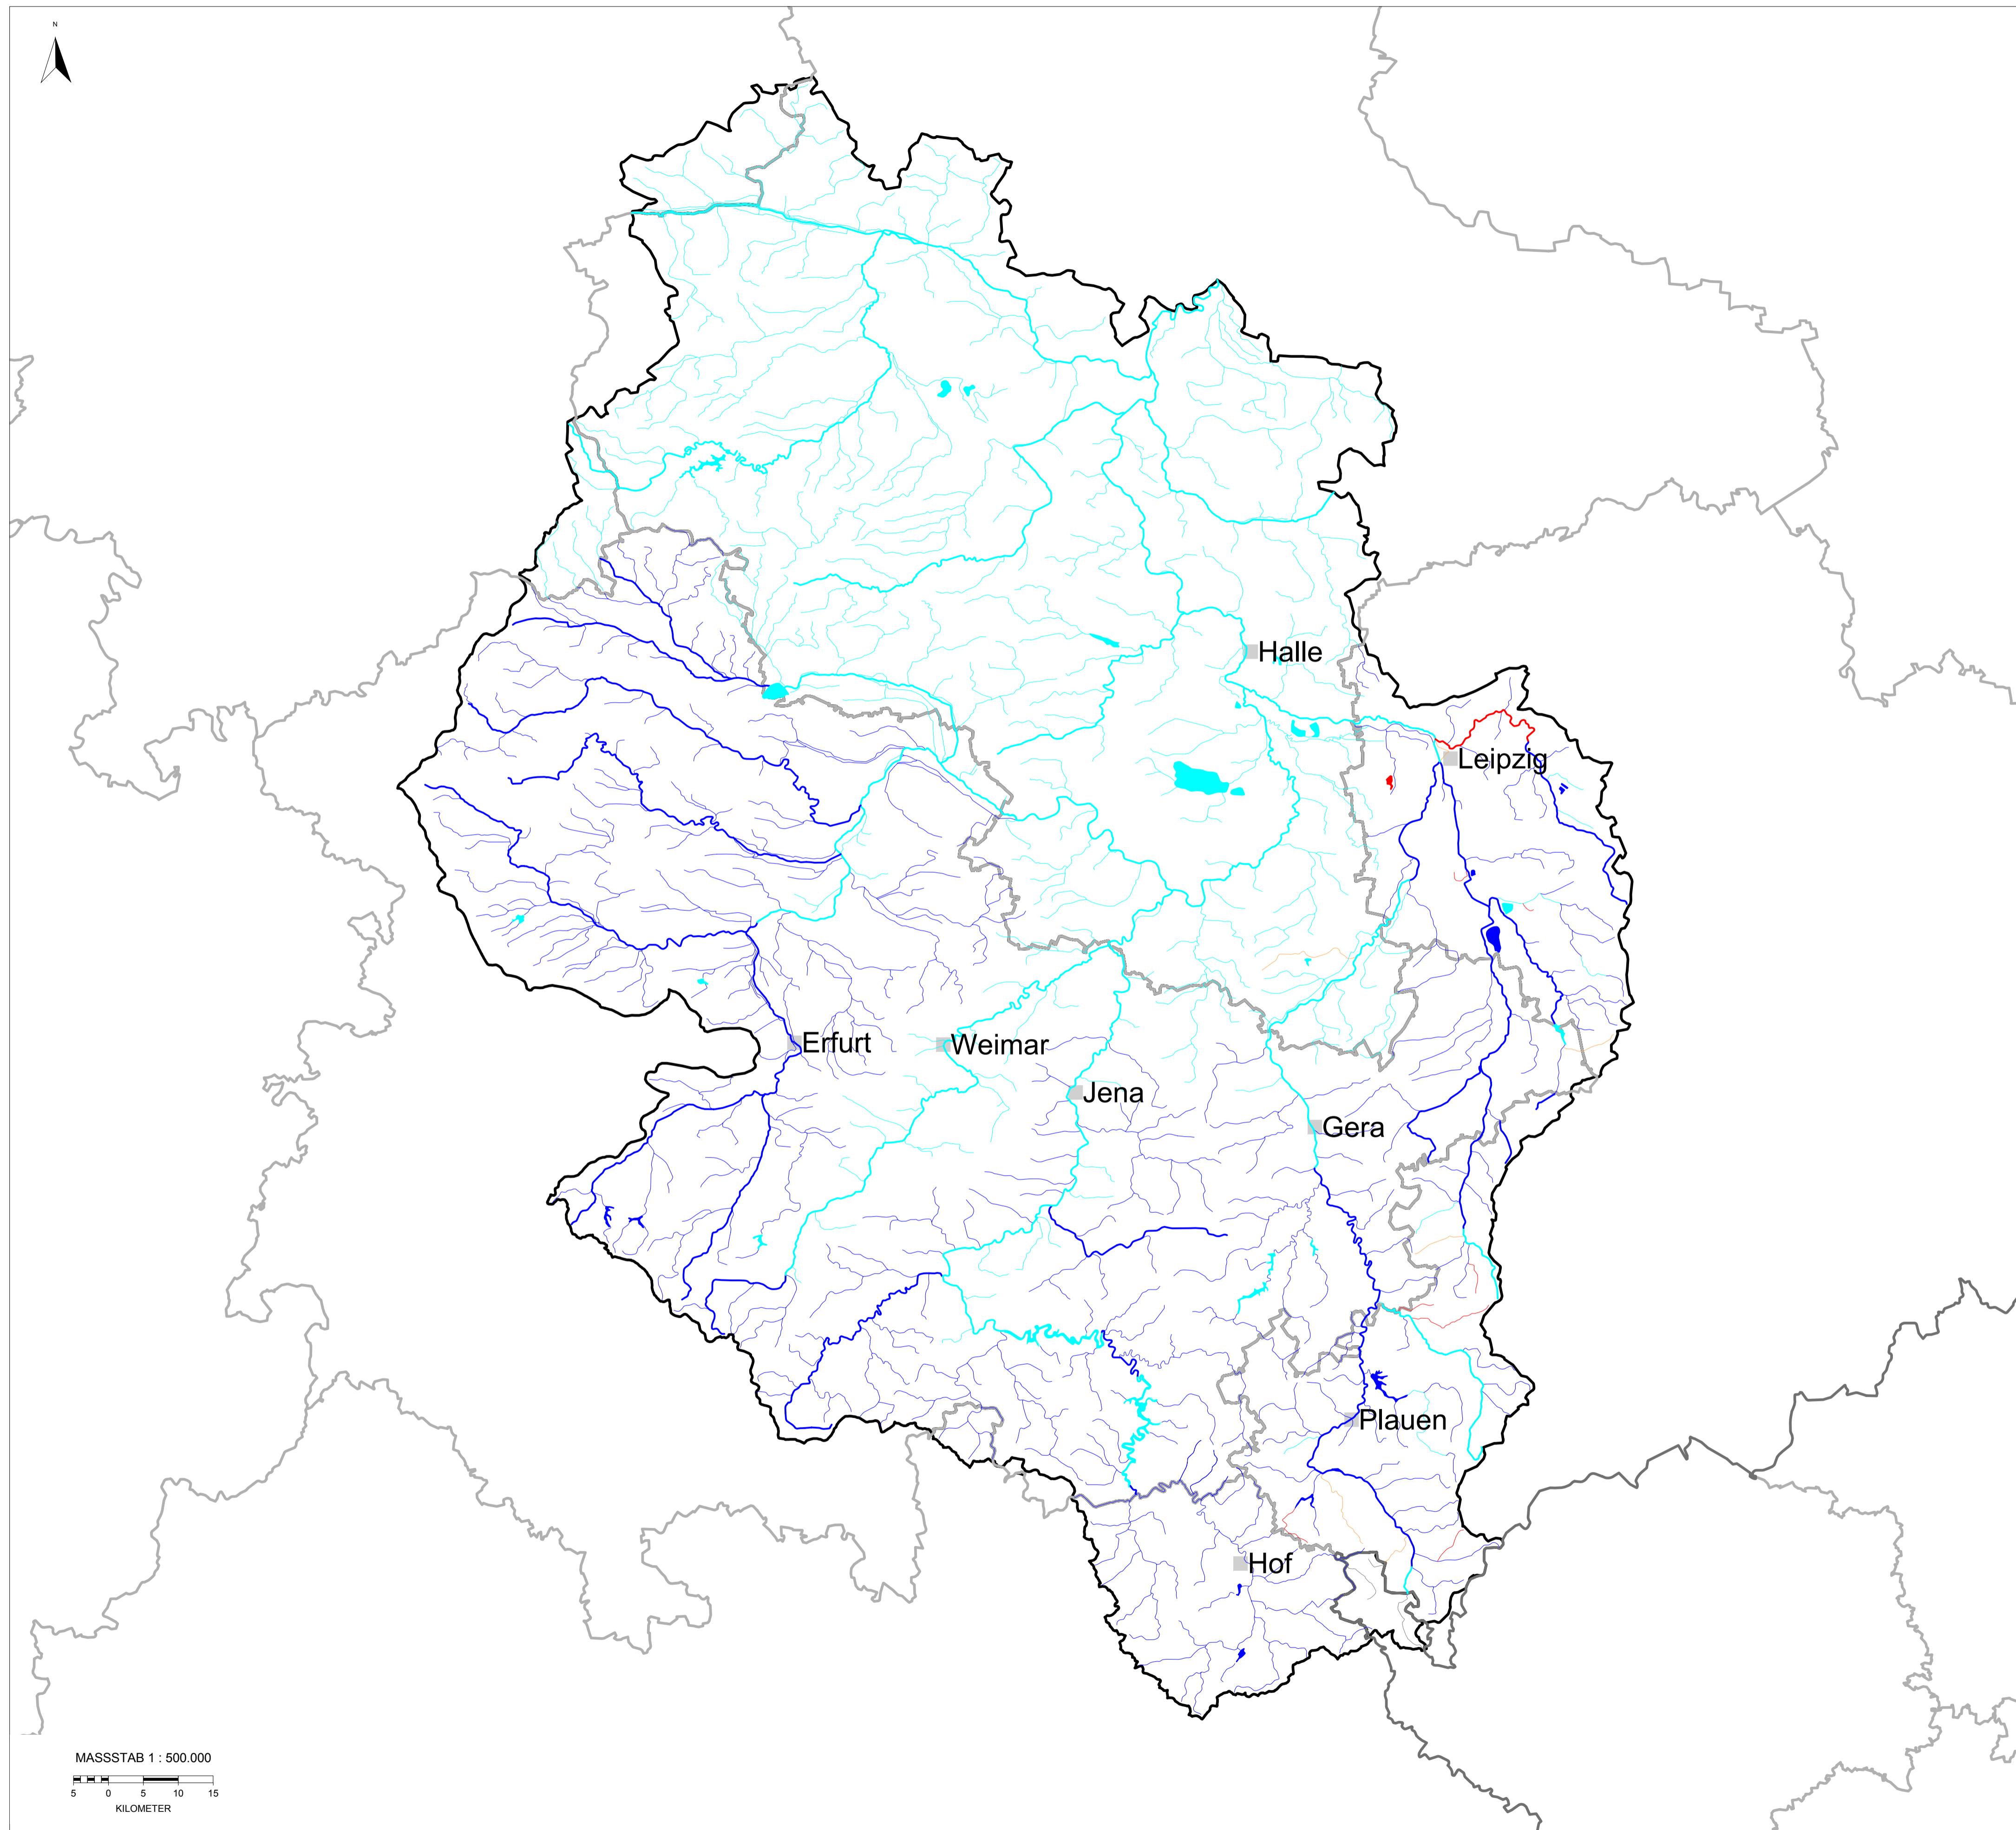 N
Halle
Leipzig
Erfurt
Weimar
Jena
Gera
Plauen
Hof
MASSSTAB 1 : 500.000
5 0 5 10 15
KILOMETER